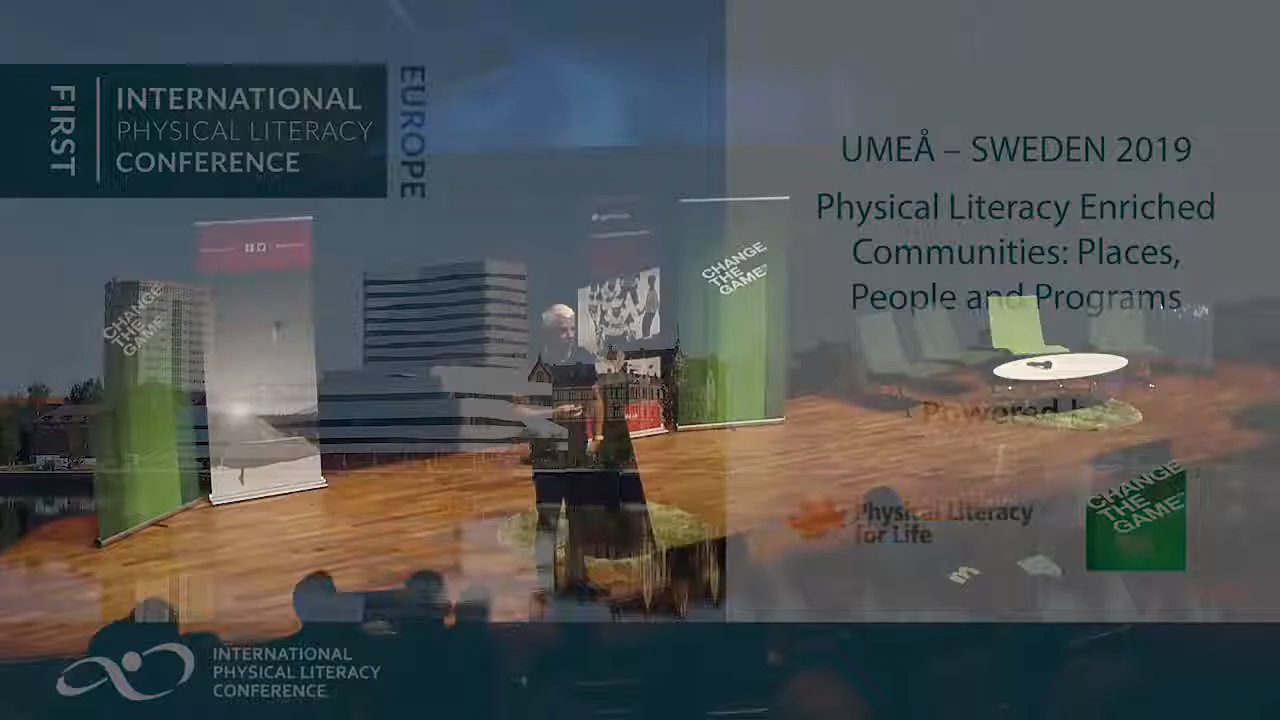 FIRST
INTERNATIONAL
PHYSICAL LITERACY
CONFERENCE
EUROPE
UMEÅ – SWEDEN 2019
Physical Literacy Enriched
Communities: Places,
People and Programs
Powered
Physical Literacy
for Life
CHANGE
THE
GAME
CHANGE
THE
GAME
CHANGE
THE
GAME
INTERNATIONAL
PHYSICAL LITERACY
CONFERENCE